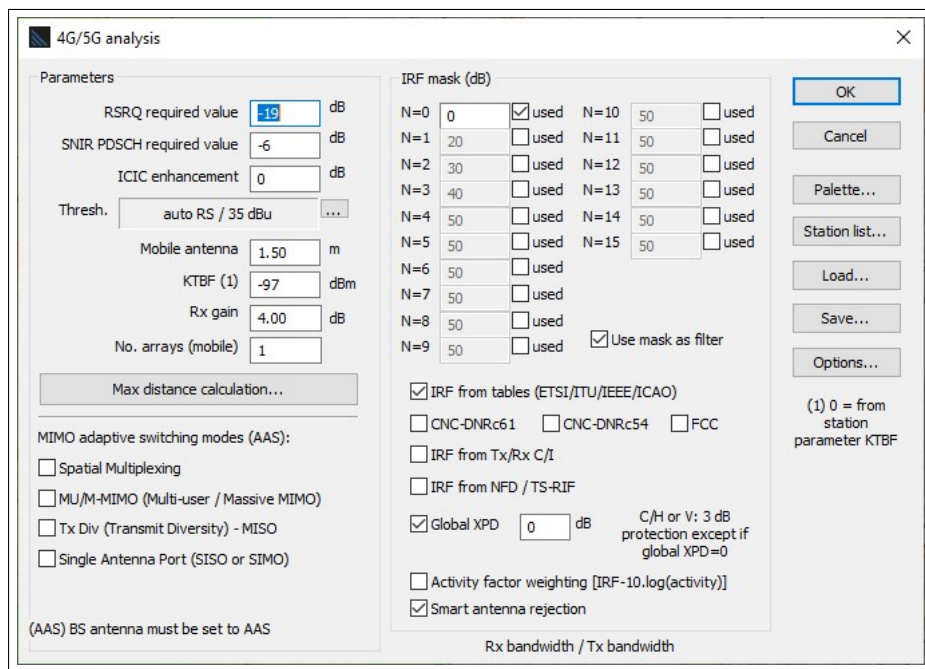 4G/5G analysis
Parameters
RSRQ required value -19 dB
SNIR PDSCH required value -6 dB
ICIC enhancement 0 dB
Thresh. auto RS / 35 dBu ...
Mobile antenna 1.50 m
KTBF (1) -97 dBm
Rx gain 4.00 dB
No. arrays (mobile) 1
Max distance calculation...
MIMO adaptive switching modes (AAS):
Spatial Multiplexing
MU/M-MIMO (Multi-user / Massive MIMO)
Tx Div (Transmit Diversity) - MISO
Single Antenna Port (SISO or SIMO)
(AAS) BS antenna must be set to AAS
IRF mask (dB)
N=0 0 used N=10 50 used
N=1 20 used N=11 50 used
N=2 30 used N=12 50 used
N=3 40 used N=13 50 used
N=4 50 used N=14 50 used
N=5 50 used N=15 50 used
N=6 50 used
N=7 50 used
N=8 50 used
N=9 50 used
Use mask as filter
IRF from tables (ETSI/ITU/IEEE/ICAO)
CNC-DNRc61 CNC-DNRc54 FCC
IRF from Tx/Rx C/I
IRF from NFD / TS-RIF
Global XPD 0 dB
C/H or V: 3 dB
protection except if
global XPD=0
Activity factor weighting [IRF-10.log(activity)]
Smart antenna rejection
Rx bandwidth / Tx bandwidth
OK
Cancel
Palette...
Station list...
Load...
Save...
Options...
(1) 0 = from
station
parameter KTBF